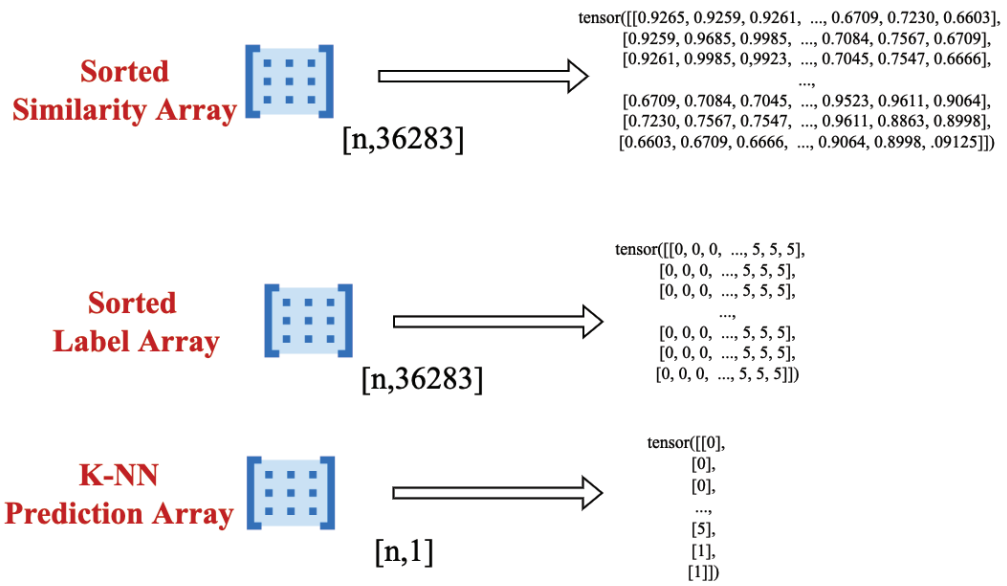 Sorted
Similarity Array
[n,36283]
tensor([[0.9265, 0.9259, 0.9261, ..., 0.6709, 0.7230, 0.6603],
[0.9259, 0.9685, 0.9985, ..., 0.7084, 0.7567, 0.6709],
[0.9261, 0.9985, 0,9923, ..., 0.7045, 0.7547, 0.6666],
...,
[0.6709, 0.7084, 0.7045, ..., 0.9523, 0.9611, 0.9064],
[0.7230, 0.7567, 0.7547, ..., 0.9611, 0.8863, 0.8998],
[0.6603, 0.6709, 0.6666, ..., 0.9064, 0.8998, .09125]])
Sorted
Label Array
[n,36283]
tensor([[0, 0, 0, ..., 5, 5, 5],
[0, 0, 0, ..., 5, 5, 5],
[0, 0, 0, ..., 5, 5, 5],
...,
[0, 0, 0, ..., 5, 5, 5],
[0, 0, 0, ..., 5, 5, 5],
[0, 0, 0, ..., 5, 5, 5]])
K-NN
Prediction Array
[n,1]
tensor([[0],
[0],
[0],
...,
[5],
[1],
[1]])